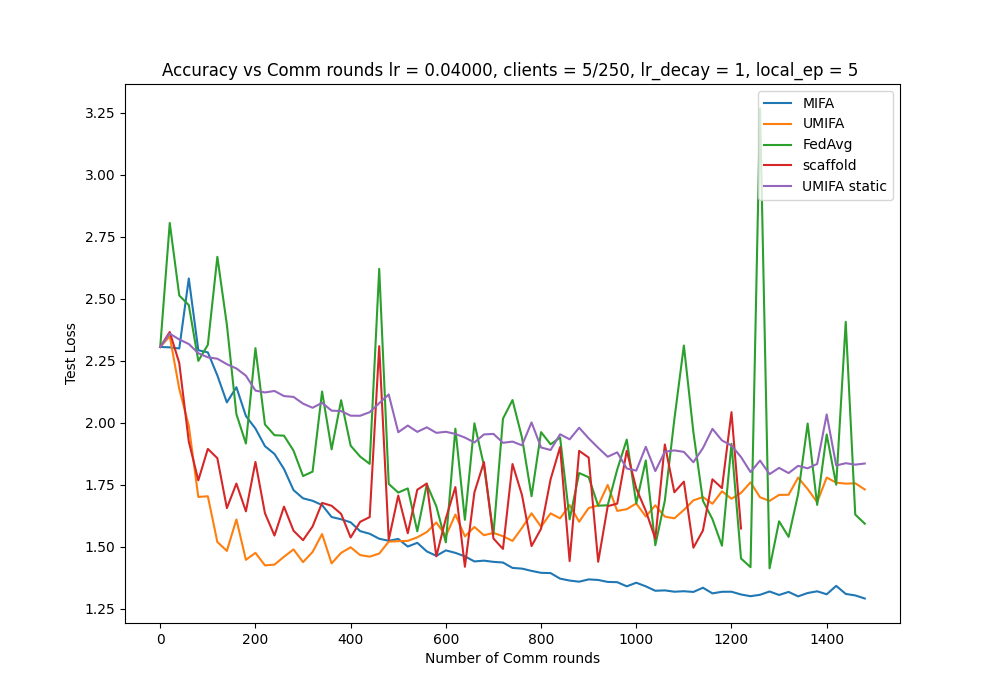 Accuracy vs Comm rounds lr = 0.04000, clients = 5/250, lr_decay = 1, local_ep = 5
MIFA
UMIFA
FedAvg
scaffold
UMIFA static
Test Loss
3.25
3.00
2.75
2.50
2.25
2.00
1.75
1.50
1.25
0 200 400 600 800 1000 1200 1400
Number of Comm rounds